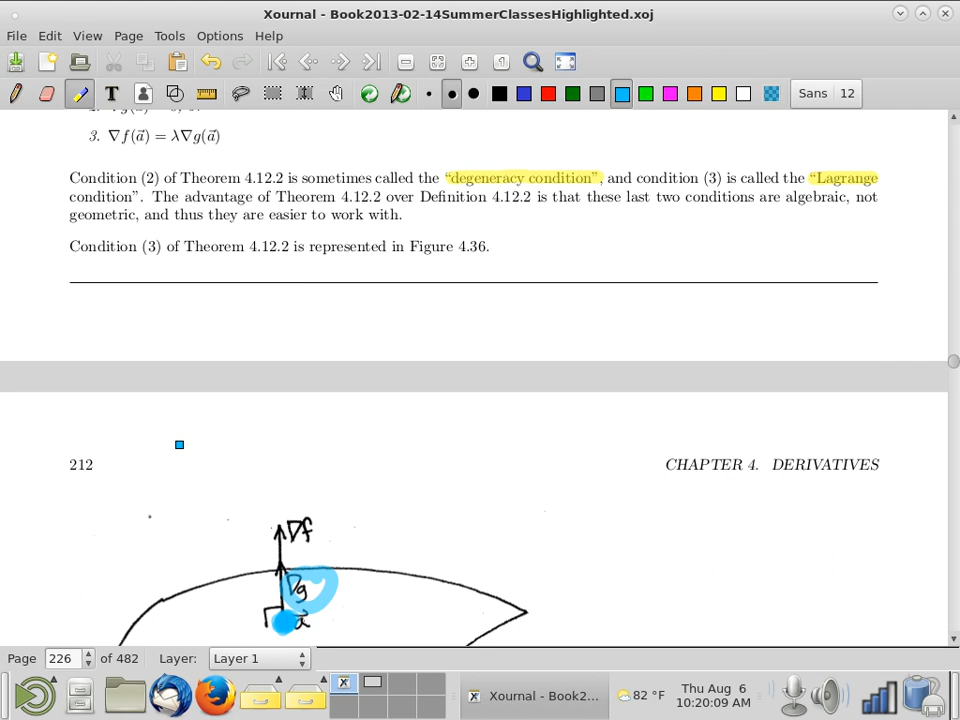 Xournal - Book2013-02-14SummerClassesHighlighted.xoj
File Edit View Page Tools Options Help
Sans 12
3. ∇f(a⃗) = λ∇g(a⃗)
Condition (2) of Theorem 4.12.2 is sometimes called the “degeneracy condition”, and condition (3) is called the “Lagrange
condition”. The advantage of Theorem 4.12.2 over Definition 4.12.2 is that these last two conditions are algebraic, not
geometric, and thus they are easier to work with.
Condition (3) of Theorem 4.12.2 is represented in Figure 4.36.
212 CHAPTER 4. DERIVATIVES
∇f
∇g
a⃗
Page 226 of 482 Layer: Layer 1
Xournal - Book2...
82 °F
Thu Aug 6
10:20:09 AM